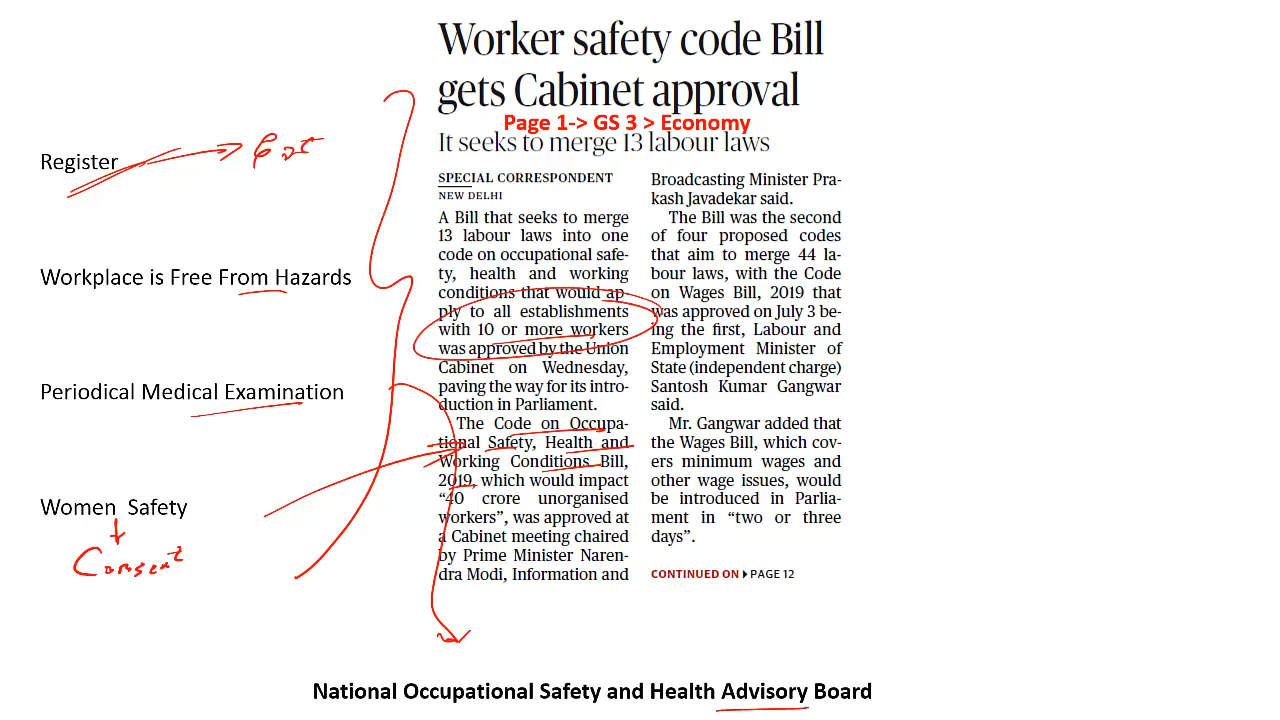 Worker safety code Bill
gets Cabinet approval
Page 1-> GS 3 > Economy
It seeks to merge 13 labour laws
SPECIAL CORRESPONDENT
NEW DELHI
A Bill that seeks to merge
13 labour laws into one
code on occupational safe-
ty, health and working
conditions that would ap-
ply to all establishments
with 10 or more workers
was approved by the Union
Cabinet on Wednesday,
paving the way for its intro-
duction in Parliament.
The Code on Occupa-
tional Safety, Health and
Working Conditions Bill,
2019, which would impact
“40 crore unorganised
workers”, was approved at
a Cabinet meeting chaired
by Prime Minister Naren-
dra Modi, Information and
Broadcasting Minister Pra-
kash Javadekar said.
The Bill was the second
of four proposed codes
that aim to merge 44 la-
bour laws, with the Code
on Wages Bill, 2019 that
was approved on July 3 be-
ing the first, Labour and
Employment Minister of
State (independent charge)
Santosh Kumar Gangwar
said.
Mr. Gangwar added that
the Wages Bill, which cov-
ers minimum wages and
other wage issues, would
be introduced in Parlia-
ment in “two or three
days”.
CONTINUED ON PAGE 12
Register
Workplace is Free From Hazards
Periodical Medical Examination
Women Safety
Consent
National Occupational Safety and Health Advisory Board